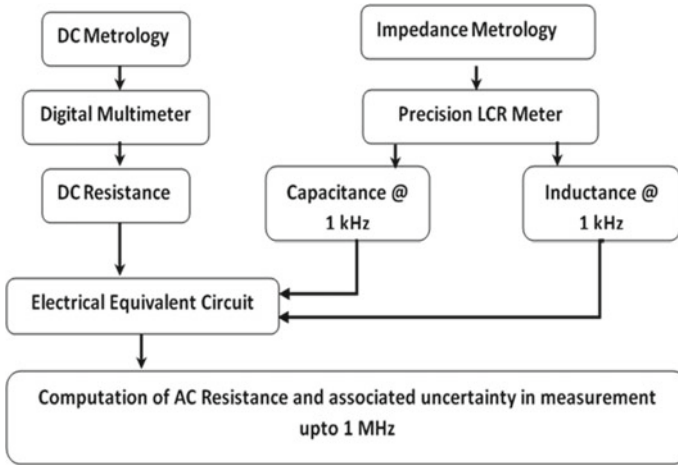 DC Metrology
Impedance Metrology
Digital Multimeter
Precision LCR Meter
DC Resistance
Capacitance @
1 kHz
Inductance @
1 kHz
Electrical Equivalent Circuit
Computation of AC Resistance and associated uncertainty in measurement
upto 1 MHz